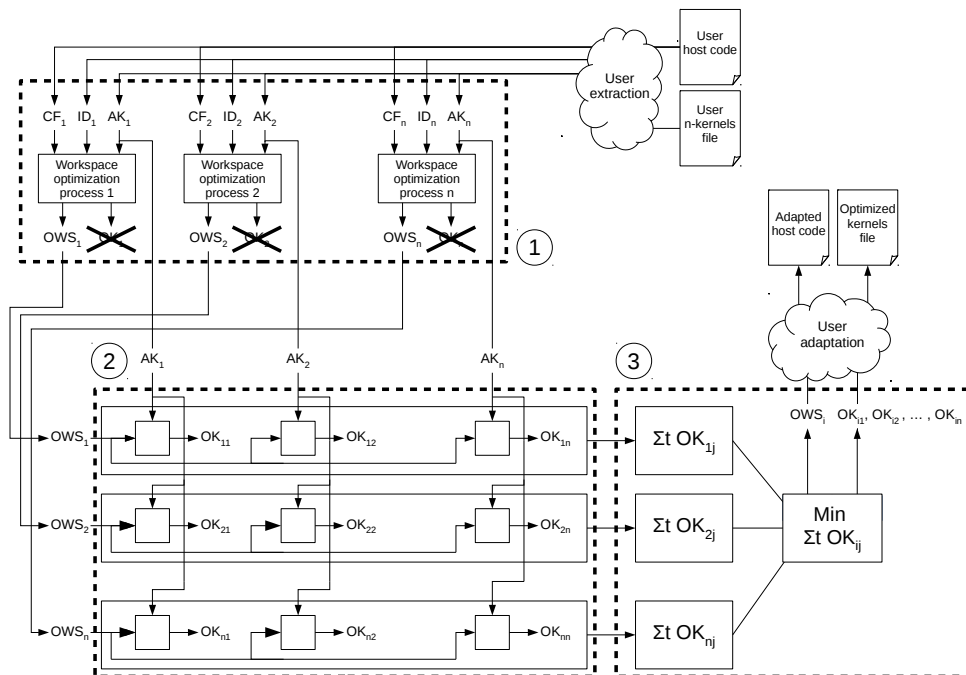 User
host code
User
extraction
User
n-kernels
file
CF₁ ID₁ AK₁ CF₂ ID₂ AK₂ CFₙ IDₙ AKₙ
Workspace
optimization
process 1
Workspace
optimization
process 2
Workspace
optimization
process n
OWS₁ OWS₂ OWSₙ
1
Adapted
host code
Optimized
kernels
file
User
adaptation
2
AK₁ AK₂ AKₙ
3
OWSᵢ OKᵢ₁, OKᵢ₂, … , OKᵢₙ
OWS₁ OK₁₁ OK₁₂ OK₁ₙ
Σt OK₁ⱼ
OWS₂ OK₂₁ OK₂₂ OK₂ₙ
Σt OK₂ⱼ
Min
Σt OKᵢⱼ
OWSₙ OKₙ₁ OKₙ₂ OKₙₙ
Σt OKₙⱼ